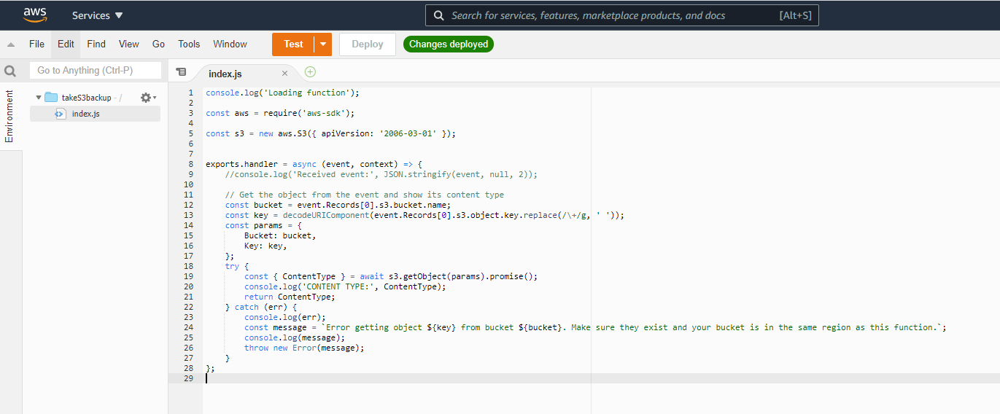 aws Services Search for services, features, marketplace products, and docs [Alt+S]
File Edit Find View Go Tools Window Test Deploy Changes deployed
Go to Anything (Ctrl-P)
index.js
Environment
takeS3backup - /
index.js
1 console.log('Loading function');
2
3 const aws = require('aws-sdk');
4
5 const s3 = new aws.S3({ apiVersion: '2006-03-01' });
6
7
8 exports.handler = async (event, context) => {
9     //console.log('Received event:', JSON.stringify(event, null, 2));
10
11     // Get the object from the event and show its content type
12     const bucket = event.Records[0].s3.bucket.name;
13     const key = decodeURIComponent(event.Records[0].s3.object.key.replace(/\+/g, ' '));
14     const params = {
15         Bucket: bucket,
16         Key: key,
17     };
18     try {
19         const { ContentType } = await s3.getObject(params).promise();
20         console.log('CONTENT TYPE:', ContentType);
21         return ContentType;
22     } catch (err) {
23         console.log(err);
24         const message = `Error getting object ${key} from bucket ${bucket}. Make sure they exist and your bucket is in the same region as this function.`;
25         console.log(message);
26         throw new Error(message);
27     }
28 };
29